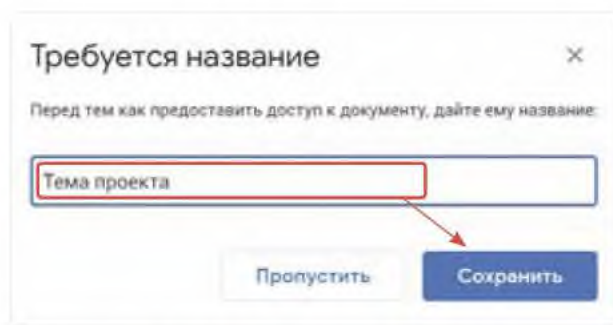 Требуется название
Перед тем как предоставить доступ к документу, дайте ему название:
Тема проекта
Пропустить
Сохранить